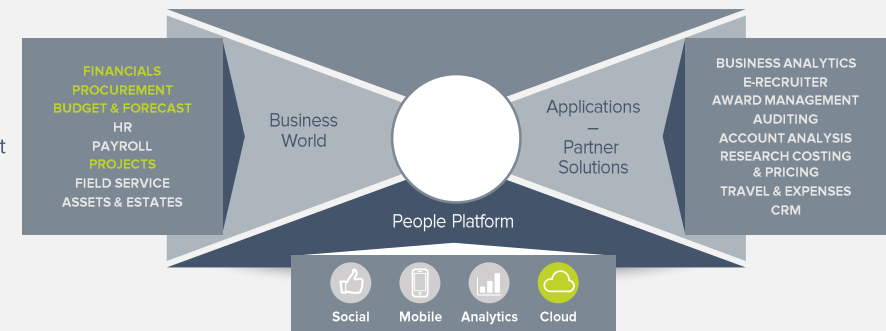 FINANCIALS
PROCUREMENT
BUDGET & FORECAST
HR
PAYROLL
PROJECTS
FIELD SERVICE
ASSETS & ESTATES
t
Business
World
Applications
–
Partner
Solutions
BUSINESS ANALYTICS
E-RECRUITER
AWARD MANAGEMENT
AUDITING
ACCOUNT ANALYSIS
RESEARCH COSTING
& PRICING
TRAVEL & EXPENSES
CRM
People Platform
Social Mobile Analytics Cloud